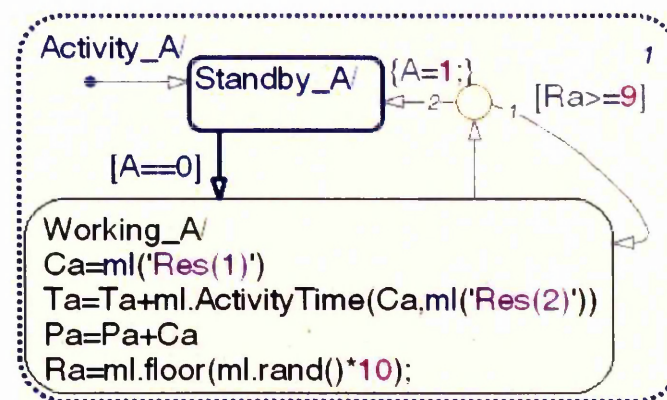 Activity_A/
1
Standby_A/
{A=1;}
2
1
[Ra>=9]
[A==0]
Working_A/
Ca=ml('Res(1)')
Ta=Ta+ml.ActivityTime(Ca,ml('Res(2)'))
Pa=Pa+Ca
Ra=ml.floor(ml.rand()*10);